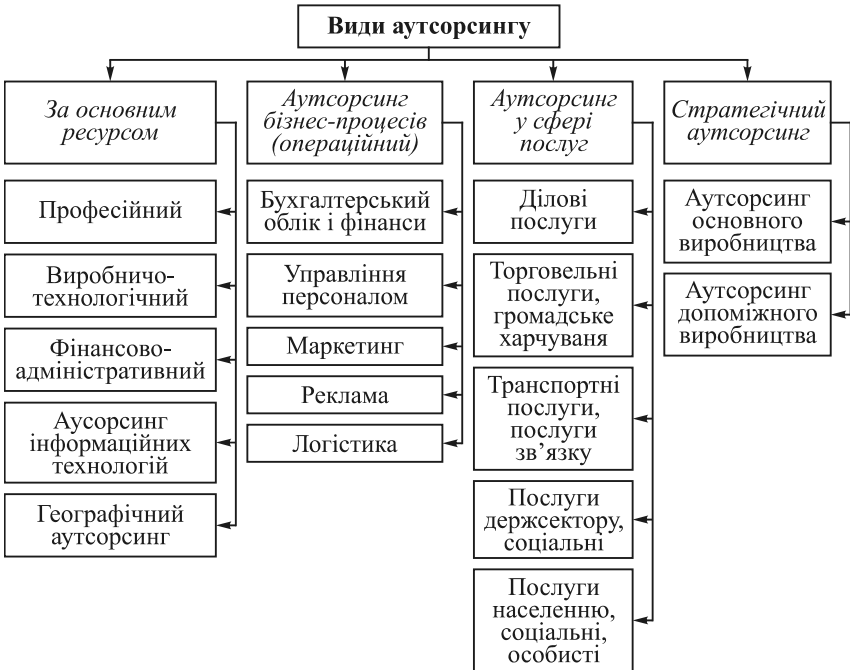 Види аутсорсингу
За основним
ресурсом
Професійний
Виробничо-
технологічний
Фінансово-
адміністративний
Аусорсинг
інформаційних
технологій
Географічний
аутсорсинг
Аутсорсинг
бізнес-процесів
(операційний)
Бухгалтерський
облік і фінанси
Управління
персоналом
Маркетинг
Реклама
Логістика
Аутсорсинг
у сфері
послуг
Ділові
послуги
Торговельні
послуги,
громадське
харчуваня
Транспортні
послуги,
послуги
зв’язку
Послуги
держсектору,
соціальні
Послуги
населенню,
соціальні,
особисті
Стратегічний
аутсорсинг
Аутсорсинг
основного
виробництва
Аутсорсинг
допоміжного
виробництва